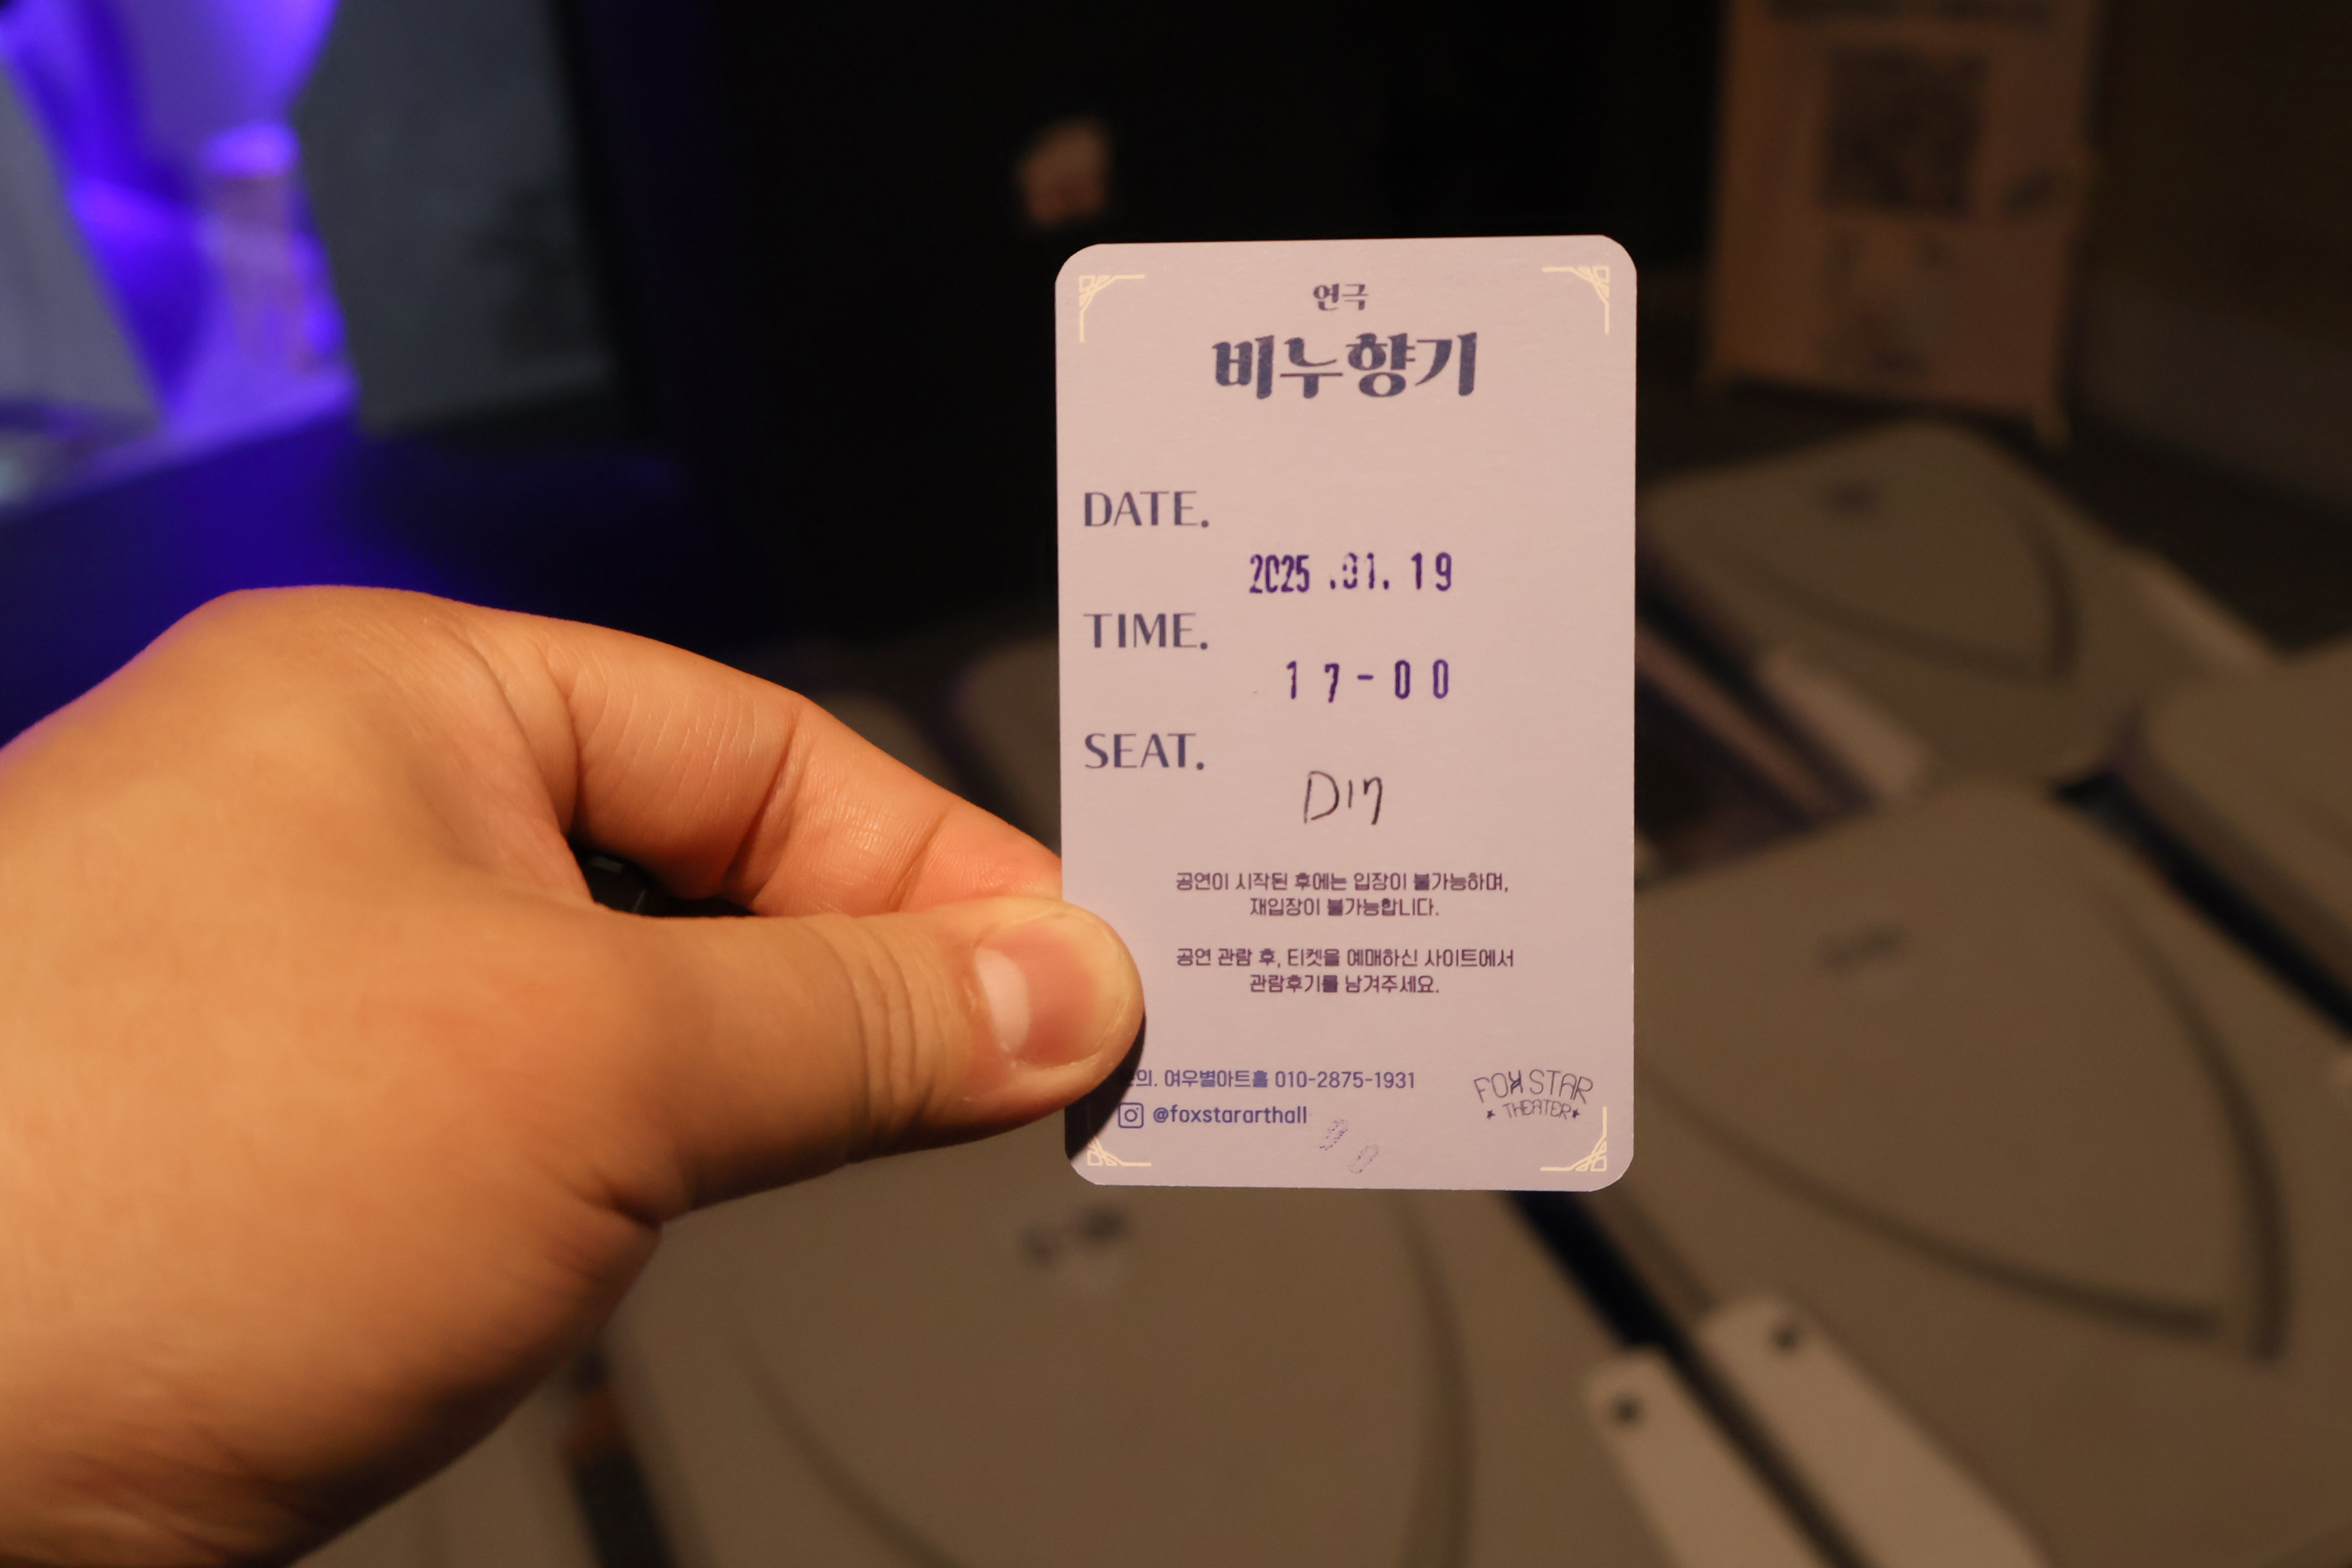 연극
비누향기
DATE.
2025 .01. 19
TIME.
17-00
SEAT.
D17
공연이 시작된 후에는 입장이 불가능하며,
재입장이 불가능합니다.
공연 관람 후, 티켓을 예매하신 사이트에서
관람후기를 남겨주세요.
의. 여우별아트홀 010-2875-1931
@foxstararthall
FOX STAR
THEATER